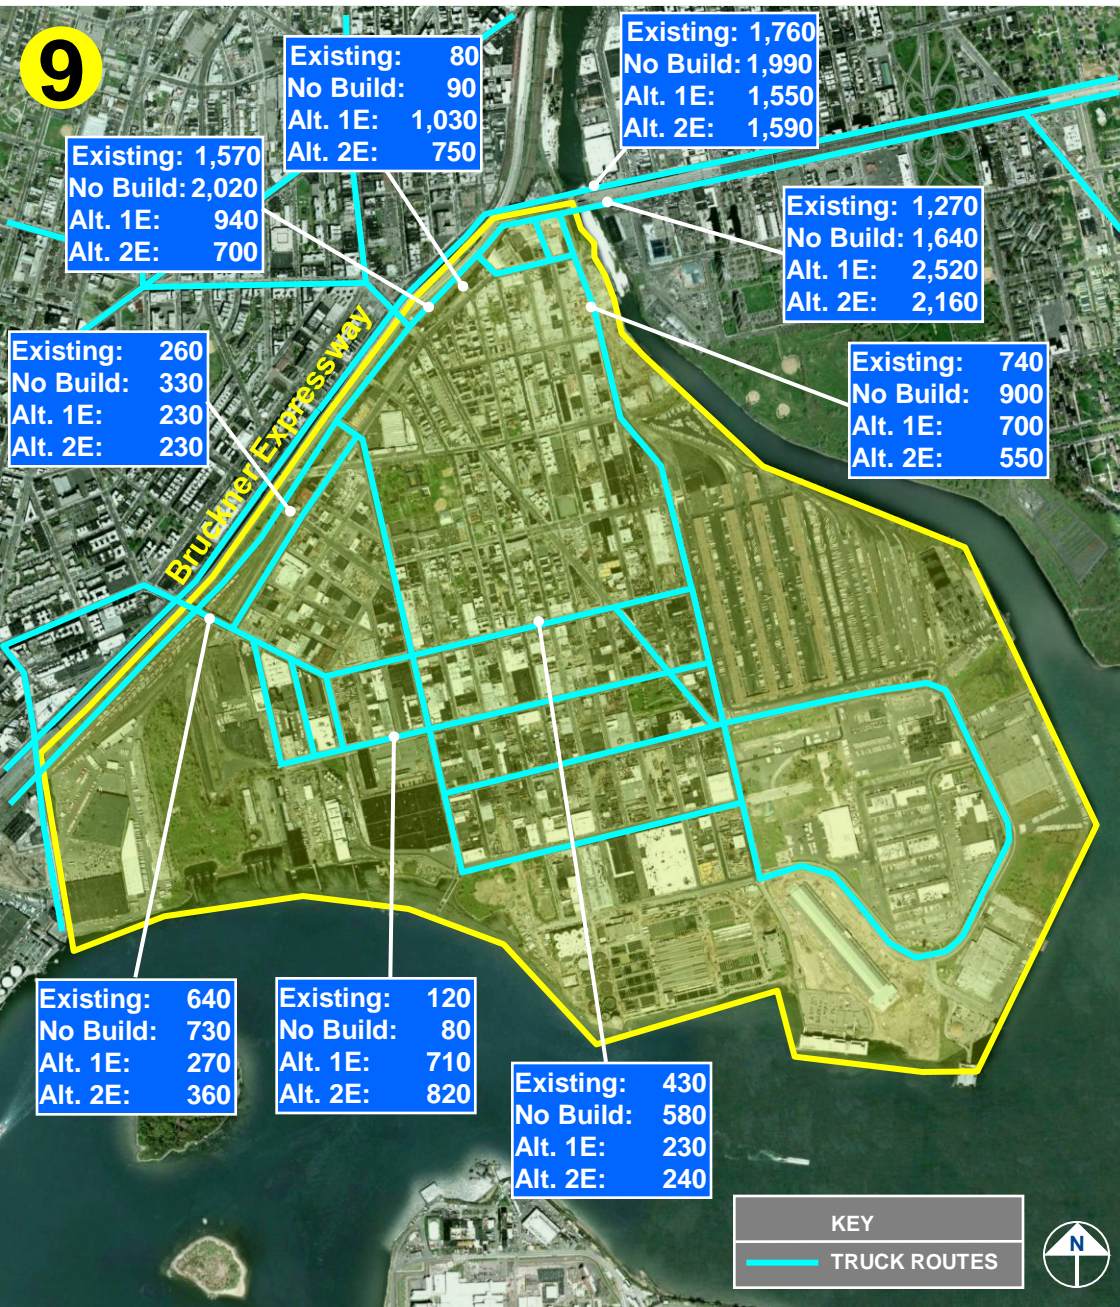 9
Existing: 80
No Build: 90
Alt. 1E: 1,030
Alt. 2E: 750
Existing: 1,760
No Build: 1,990
Alt. 1E: 1,550
Alt. 2E: 1,590
Existing: 1,570
No Build: 2,020
Alt. 1E: 940
Alt. 2E: 700
Existing: 1,270
No Build: 1,640
Alt. 1E: 2,520
Alt. 2E: 2,160
Existing: 260
No Build: 330
Alt. 1E: 230
Alt. 2E: 230
Bruckner Expressway
Existing: 740
No Build: 900
Alt. 1E: 700
Alt. 2E: 550
Existing: 640
No Build: 730
Alt. 1E: 270
Alt. 2E: 360
Existing: 120
No Build: 80
Alt. 1E: 710
Alt. 2E: 820
Existing: 430
No Build: 580
Alt. 1E: 230
Alt. 2E: 240
KEY
TRUCK ROUTES
N